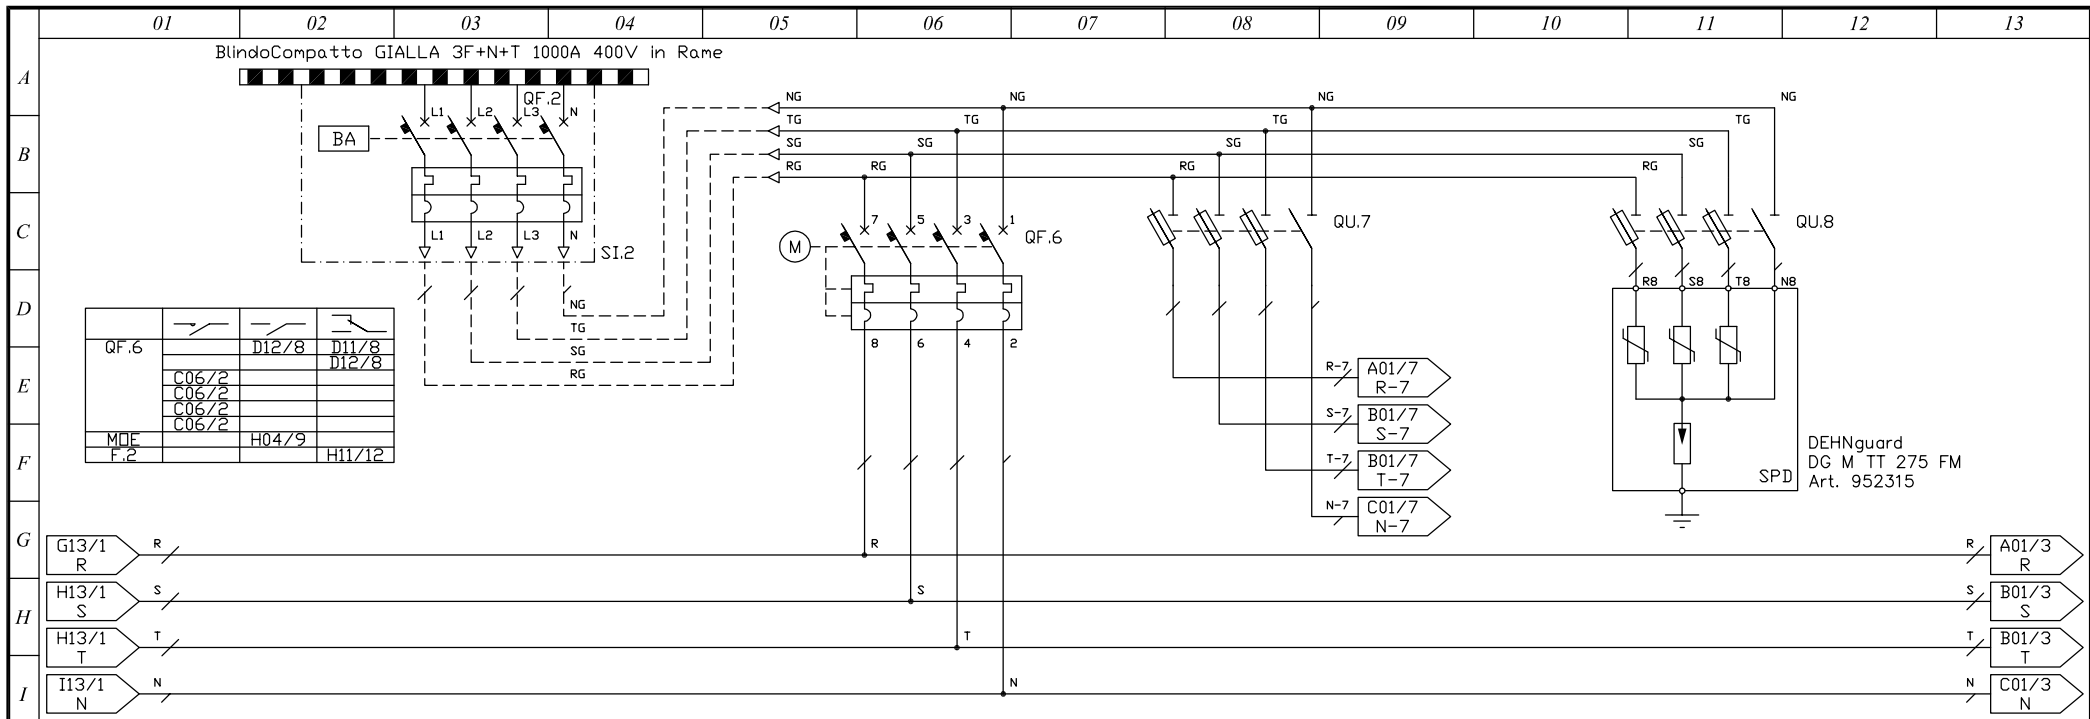 01 02 03 04 05 06 07 08 09 10 11 12 13
BlindoCompatto GIALLA 3F+N+T 1000A 400V in Rame
A
QF.2
NG NG NG NG
L1 L2 L3 N
TG TG TG TG
BA
B
SG SG SG SG
RG RG RG RG
7 5 3 1
C
QU.7 QU.8
L1 L2 L3 N
M
QF.6
SI.2
R8 S8 T8 N8
D
NG
TG
SG
RG
8 6 4 2
QF.6 D12/8 D11/8
D12/8
C06/2
C06/2
C06/2
C06/2
MOE H04/9
F.2 H11/12
E
R-7 A01/7
R-7
S-7 B01/7
S-7
F
T-7 B01/7
T-7
SPD
DEHNguard
DG M TT 275 FM
Art. 952315
N-7 C01/7
N-7
G
G13/1
R
R R R
A01/3
R
H13/1
S
S S S
B01/3
S
H
H13/1
T
T T T
B01/3
T
I
I13/1
N
N N N
C01/3
N